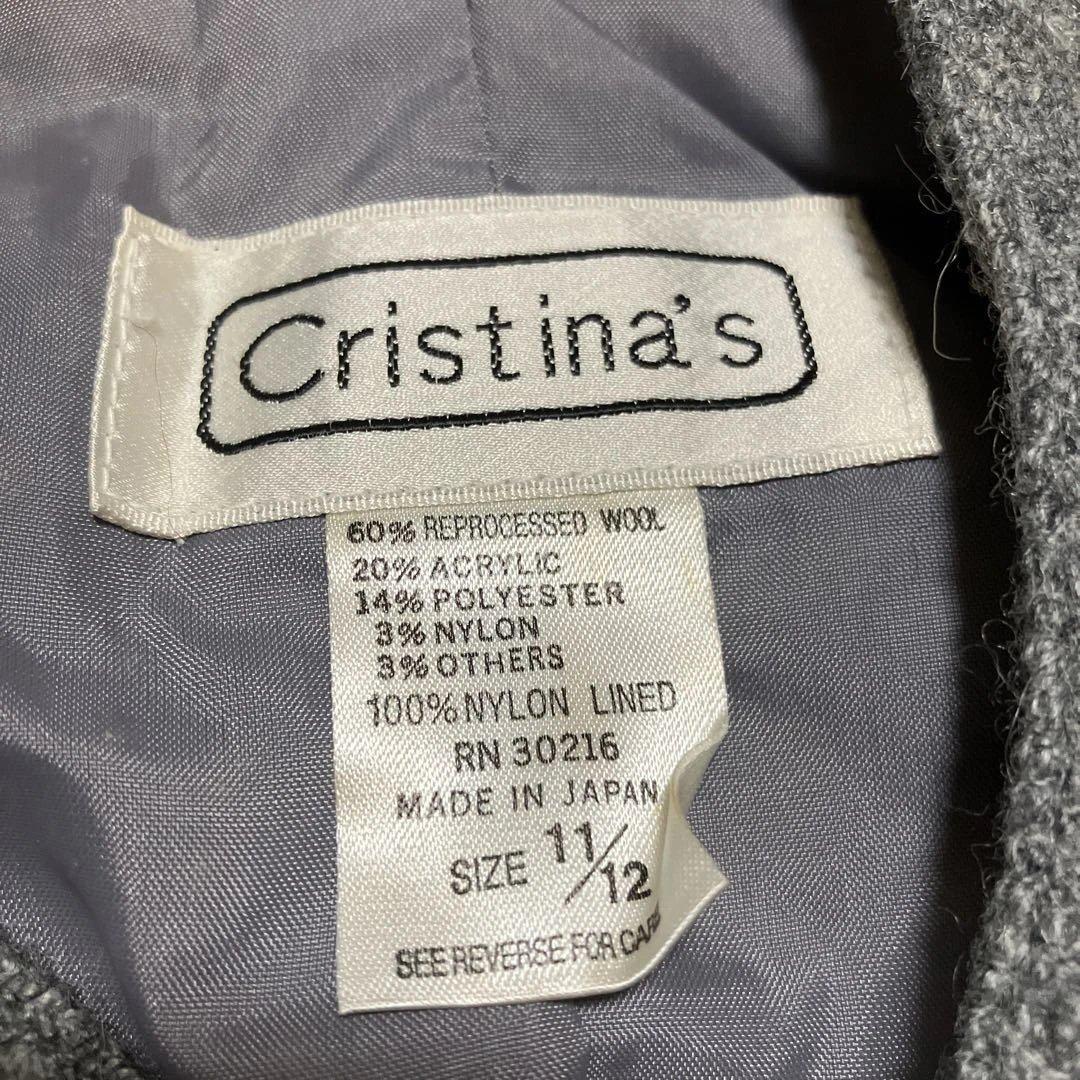 Cristina's
60% REPROCESSED WOOL
20% ACRYLIC
14% POLYESTER
3% NYLON
3% OTHERS
100% NYLON LINED
RN 30216
MADE IN JAPAN
SIZE 11/12
SEE REVERSE FOR CARE